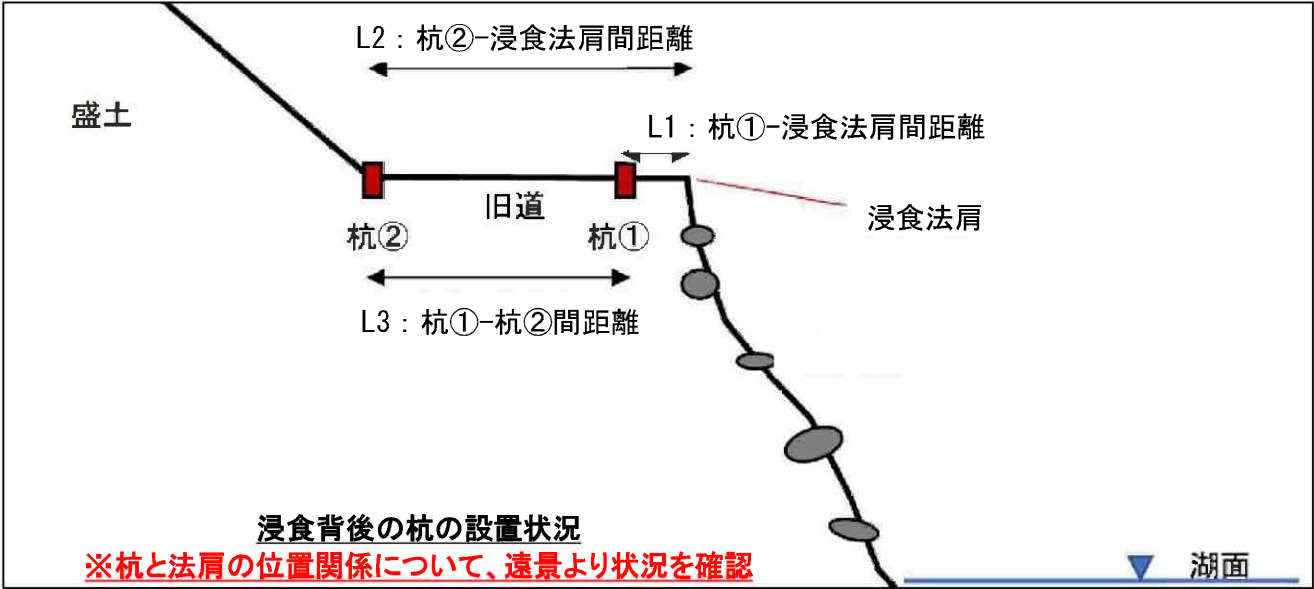 L2：杭②-浸食法肩間距離
盛土
L1：杭①-浸食法肩間距離
旧道
浸食法肩
杭②
杭①
L3：杭①-杭②間距離
浸食背後の杭の設置状況
※杭と法肩の位置関係について、遠景より状況を確認
湖面